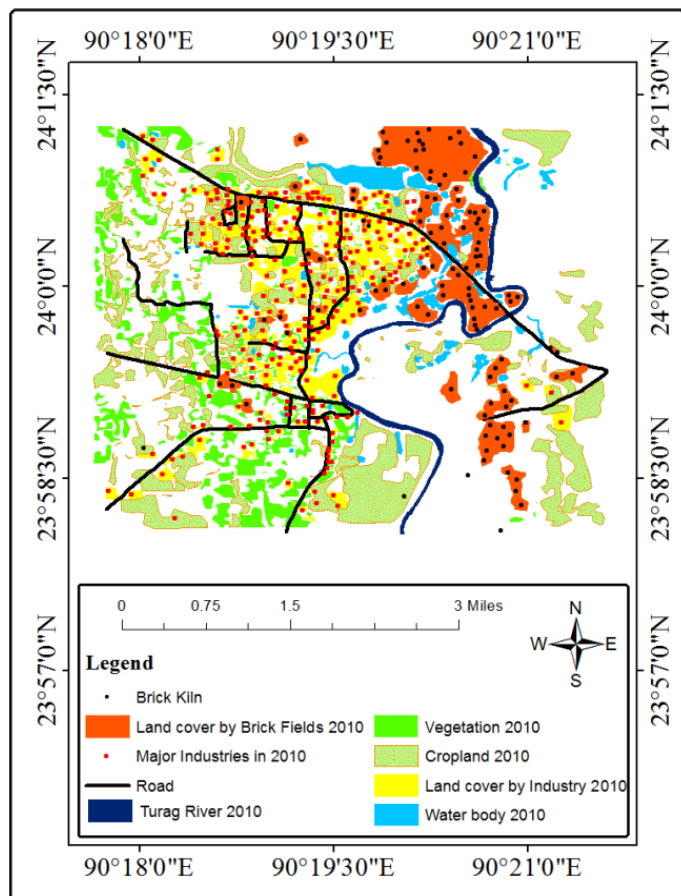 90°18'0"E 90°19'30"E 90°21'0"E
24°1'30"N 24°1'30"N
24°0'0"N 24°0'0"N
23°58'30"N 23°58'30"N
23°57'0"N 23°57'0"N
0 0.75 1.5 3 Miles
N
W E
S
Legend
Brick Kiln
Land cover by Brick Fields 2010 Vegetation 2010
Major Industries in 2010 Cropland 2010
Road Land cover by Industry 2010
Turag River 2010 Water body 2010
90°18'0"E 90°19'30"E 90°21'0"E